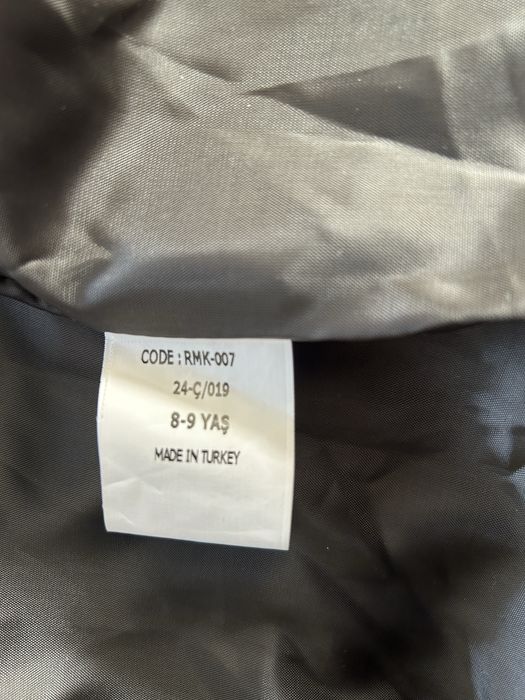 CODE : RMK-007
24-Ç/019
8-9 YAŞ
MADE IN TURKEY